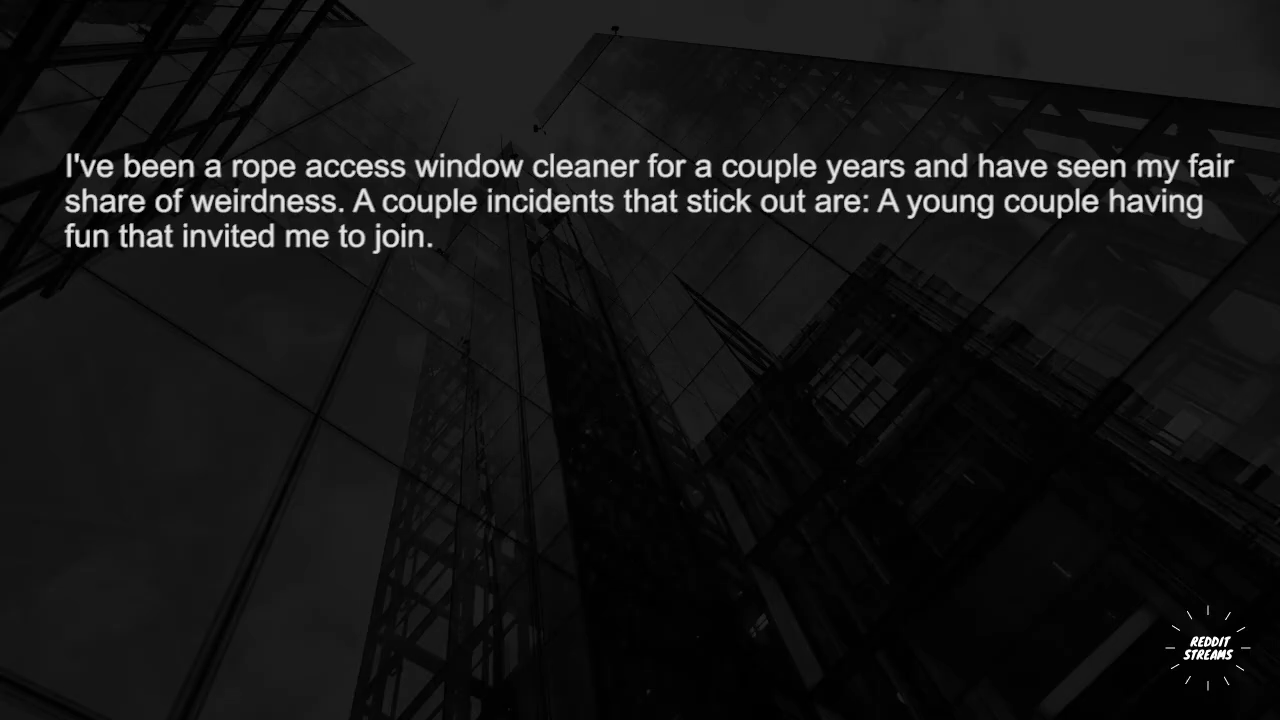 I've been a rope access window cleaner for a couple years and have seen my fair
share of weirdness. A couple incidents that stick out are: A young couple having
fun that invited me to join.
REDDIT
STREAMS